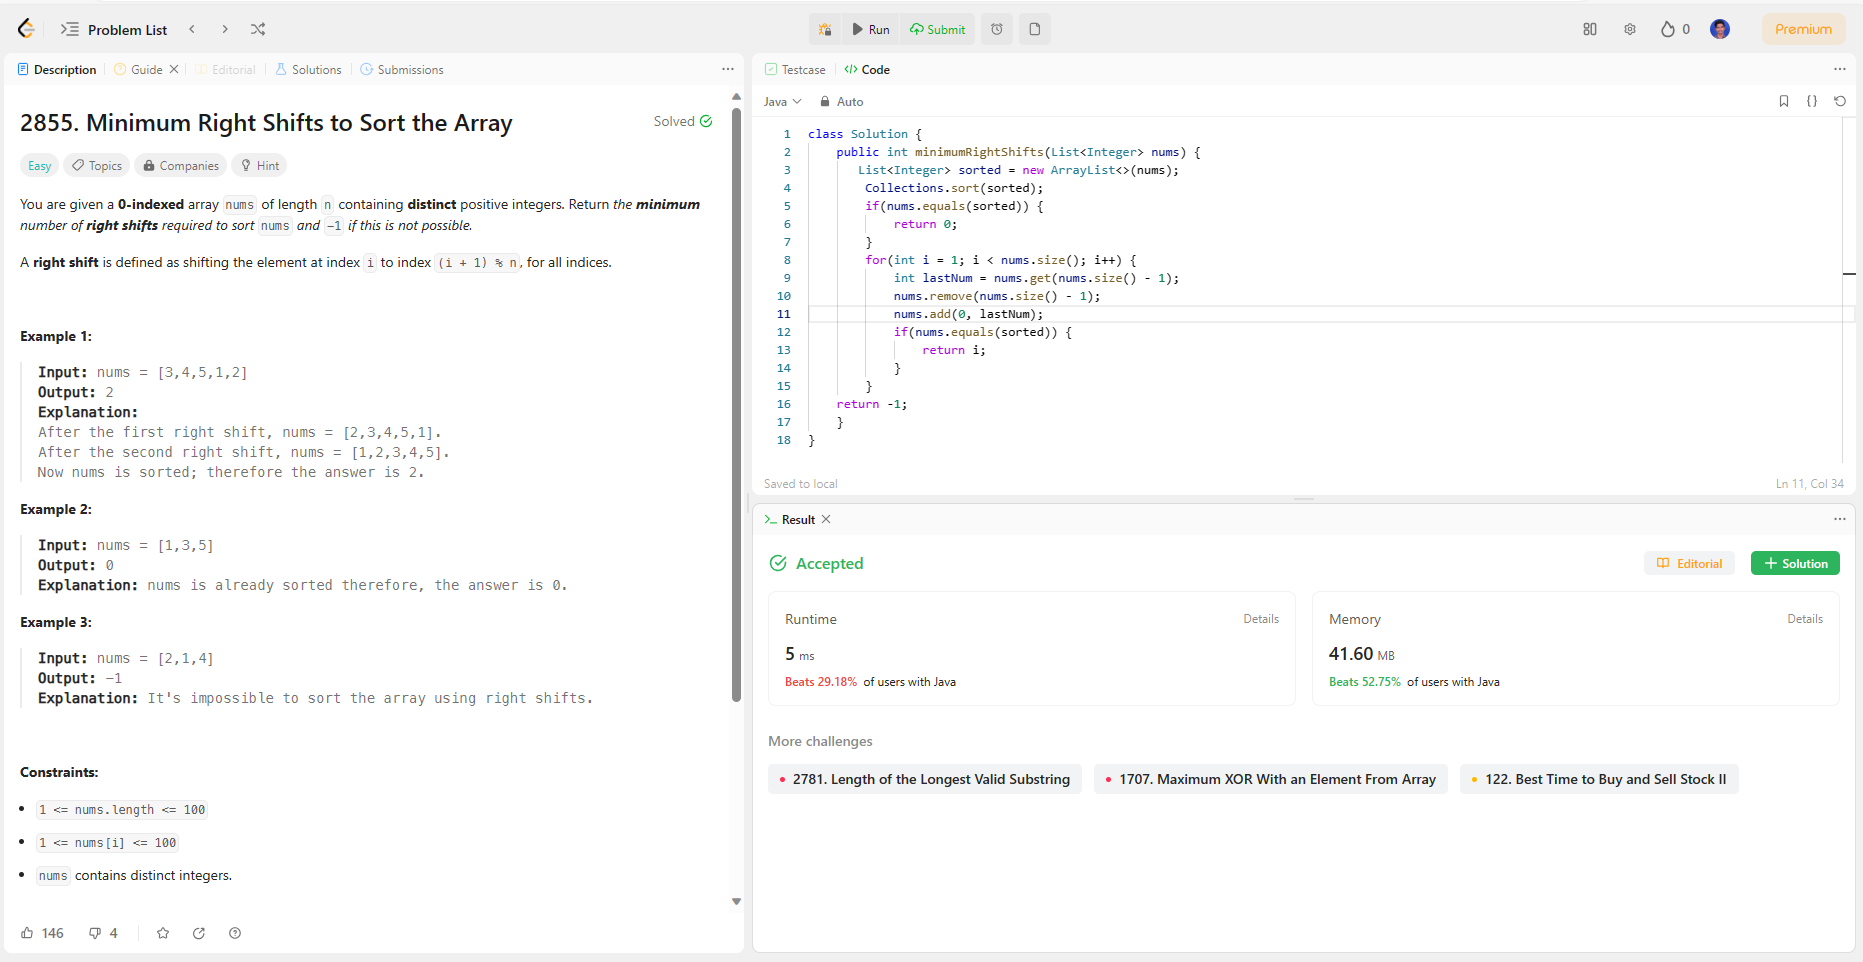 Problem List
Run
Submit
0
Premium
Description
Guide
Editorial
Solutions
Submissions
2855. Minimum Right Shifts to Sort the Array
Solved
Easy
Topics
Companies
Hint
You are given a 0-indexed array nums of length n containing distinct positive integers. Return the minimum
number of right shifts required to sort nums and -1 if this is not possible.
A right shift is defined as shifting the element at index i to index (i + 1) % n, for all indices.
Example 1:
Input: nums = [3,4,5,1,2]
Output: 2
Explanation:
After the first right shift, nums = [2,3,4,5,1].
After the second right shift, nums = [1,2,3,4,5].
Now nums is sorted; therefore the answer is 2.
Example 2:
Input: nums = [1,3,5]
Output: 0
Explanation: nums is already sorted therefore, the answer is 0.
Example 3:
Input: nums = [2,1,4]
Output: -1
Explanation: It's impossible to sort the array using right shifts.
Constraints:
• 1 <= nums.length <= 100
• 1 <= nums[i] <= 100
• nums contains distinct integers.
146
4
Testcase
</> Code
Java
Auto
1 class Solution {
2 public int minimumRightShifts(List<Integer> nums) {
3 List<Integer> sorted = new ArrayList<>(nums);
4 Collections.sort(sorted);
5 if(nums.equals(sorted)) {
6 return 0;
7 }
8 for(int i = 1; i < nums.size(); i++) {
9 int lastNum = nums.get(nums.size() - 1);
10 nums.remove(nums.size() - 1);
11 nums.add(0, lastNum);
12 if(nums.equals(sorted)) {
13 return i;
14 }
15 }
16 return -1;
17 }
18 }
Saved to local
Ln 11, Col 34
Result
Accepted
Editorial
+ Solution
Runtime
Details
5 ms
Beats 29.18% of users with Java
Memory
Details
41.60 MB
Beats 52.75% of users with Java
More challenges
2781. Length of the Longest Valid Substring
1707. Maximum XOR With an Element From Array
122. Best Time to Buy and Sell Stock II